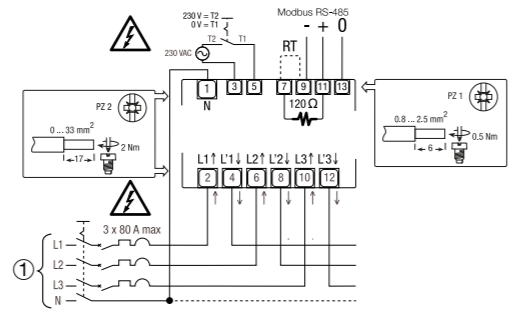 230 V = T2
0 V = T1
Modbus RS-485
- + 0
T2 T1
230 VAC
RT
1 3 5 7 9 11 13
N
120 Ω
PZ 2
0 ... 33 mm²
2 Nm
17
PZ 1
0.8 ... 2.5 mm²
0.5 Nm
6
L1↑ L'1↓ L2↑ L'2↓ L3↑ L'3↓
2 4 6 8 10 12
3 x 80 A max
1
L1
L2
L3
N